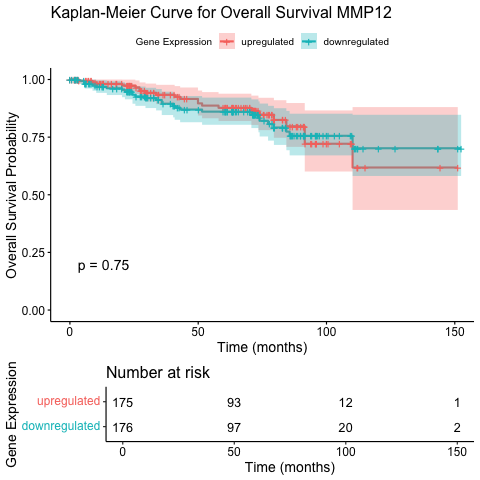 Kaplan-Meier Curve for Overall Survival MMP12
Gene Expression upregulated downregulated
Overall Survival Probability
1.00
0.75
0.50
0.25
0.00
p = 0.75
0 50 100 150
Time (months)
Number at risk
Gene Expression
upregulated 175 93 12 1
downregulated 176 97 20 2
0 50 100 150
Time (months)